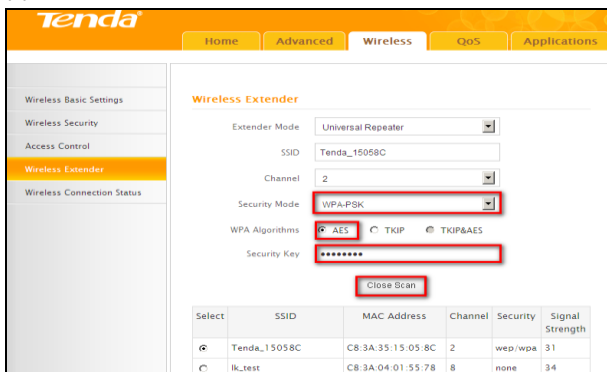 Tenda
Home Advanced Wireless QoS Applications
Wireless Basic Settings
Wireless Security
Access Control
Wireless Extender
Wireless Connection Status
Wireless Extender
Extender Mode Universal Repeater
SSID Tenda_15058C
Channel 2
Security Mode WPA-PSK
WPA Algorithms AES TKIP TKIP&AES
Security Key ••••••••
Close Scan
Select SSID MAC Address Channel Security Signal Strength
Tenda_15058C C8:3A:35:15:05:8C 2 wep/wpa 31
lk_test C8:3A:04:01:55:78 8 none 34